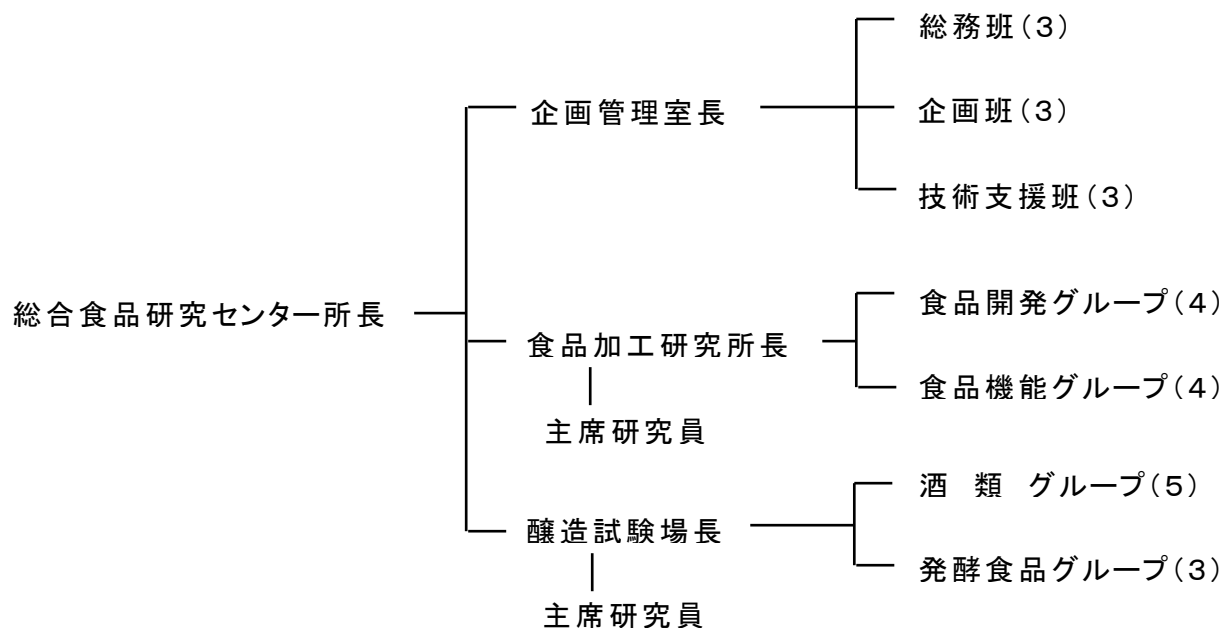 総務班（3）
企画管理室長
企画班（3）
技術支援班（3）
総合食品研究センター所長
食品開発グループ（4）
食品加工研究所長
食品機能グループ（4）
主席研究員
酒　類　グループ（5）
醸造試験場長
発酵食品グループ（3）
主席研究員